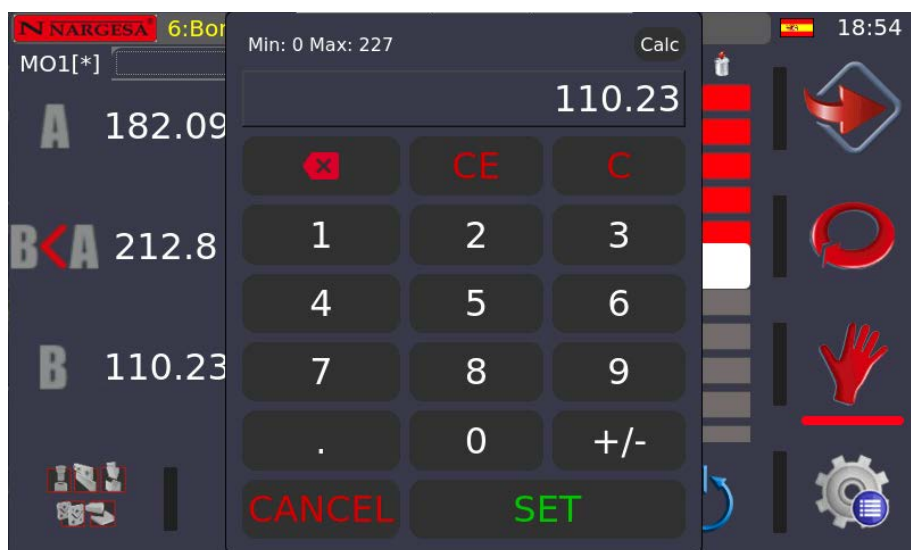 NARGESA 6:Bor
18:54
MO1[*]
Min: 0 Max: 227
Calc
110.23
A 182.09
B<A 212.8
B 110.23
CE C
1 2 3
4 5 6
7 8 9
. 0 +/-
CANCEL SET